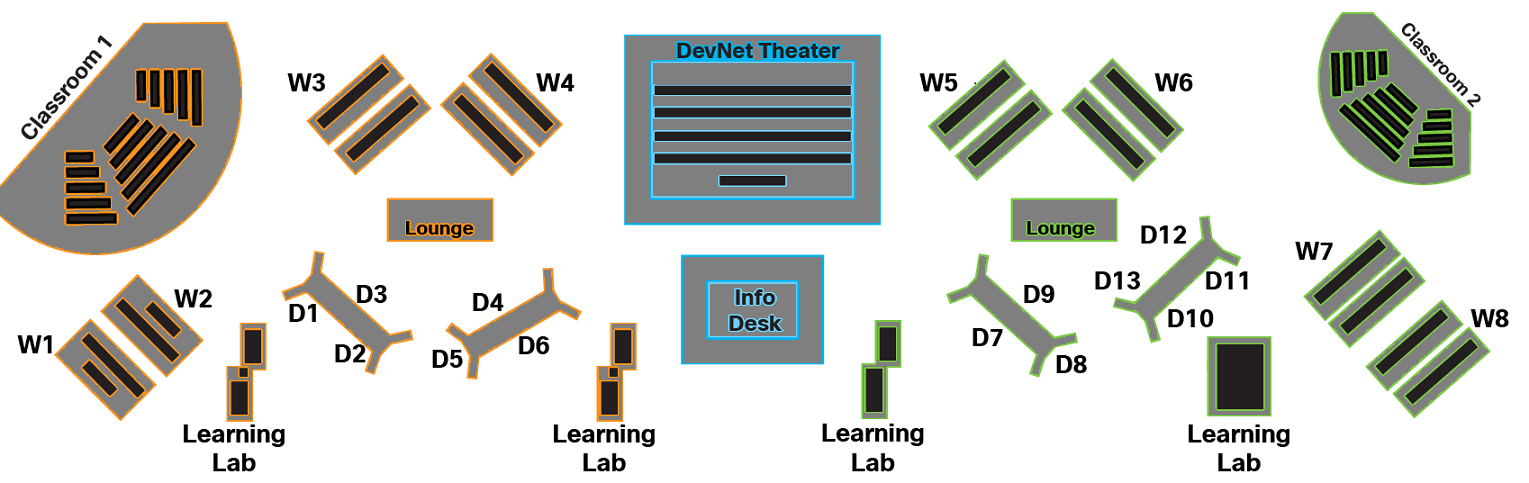 Classroom 1
W3
W4
DevNet Theater
W5
W6
Classroom 2
Lounge
Lounge
D12
W7
D13
D11
D3
D4
Info
Desk
D9
W2
D1
D10
W8
W1
D2
D5
D6
D7
D8
Learning
Lab
Learning
Lab
Learning
Lab
Learning
Lab